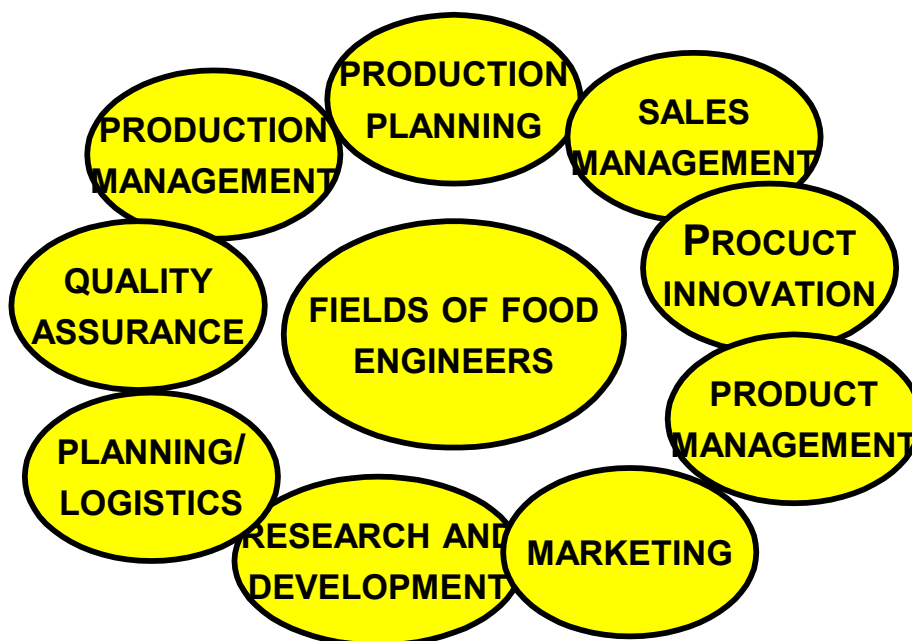 PRODUCTION
PLANNING
SALES
MANAGEMENT
PROCUCT
INNOVATION
PRODUCT
MANAGEMENT
MARKETING
RESEARCH AND
DEVELOPMENT
PLANNING/
LOGISTICS
QUALITY
ASSURANCE
PRODUCTION
MANAGEMENT
FIELDS OF FOOD
ENGINEERS